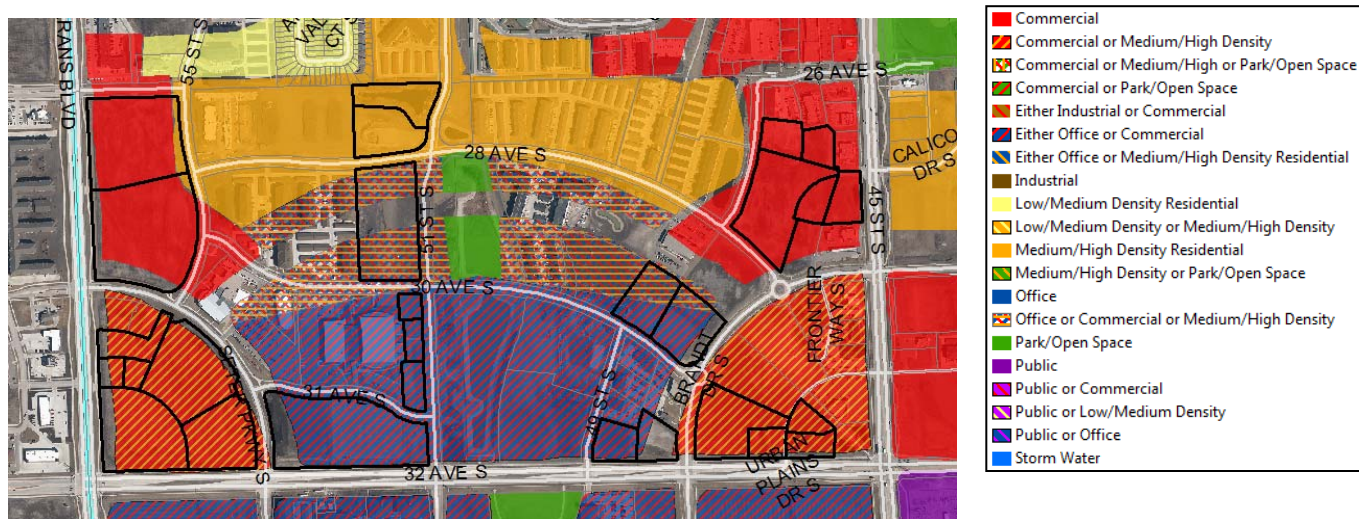 55 ST S
CT
26 AVE S
28 AVE S
CALICO
DR S
45 ST S
51 ST S
30 AVE S
FRONTIER
WAY S
BRANDT
DR S
31 AVE S
49 ST S
32 AVE S
URBAN
PLAINS
DR S
Commercial
Commercial or Medium/High Density
Commercial or Medium/High or Park/Open Space
Commercial or Park/Open Space
Either Industrial or Commercial
Either Office or Commercial
Either Office or Medium/High Density Residential
Industrial
Low/Medium Density Residential
Low/Medium Density or Medium/High Density
Medium/High Density Residential
Medium/High Density or Park/Open Space
Office
Office or Commercial or Medium/High Density
Park/Open Space
Public
Public or Commercial
Public or Low/Medium Density
Public or Office
Storm Water